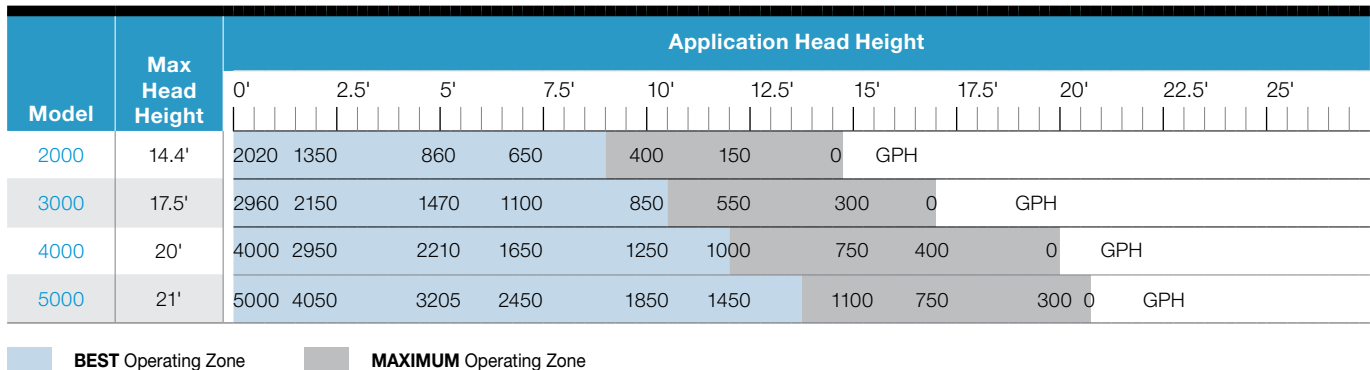 Application Head Height
Model Max Head Height
0' 2.5' 5' 7.5' 10' 12.5' 15' 17.5' 20' 22.5' 25'
2000 14.4' 2020 1350 860 650 400 150 0 GPH
3000 17.5' 2960 2150 1470 1100 850 550 300 0 GPH
4000 20' 4000 2950 2210 1650 1250 1000 750 400 0 GPH
5000 21' 5000 4050 3205 2450 1850 1450 1100 750 300 0 GPH
BEST Operating Zone MAXIMUM Operating Zone